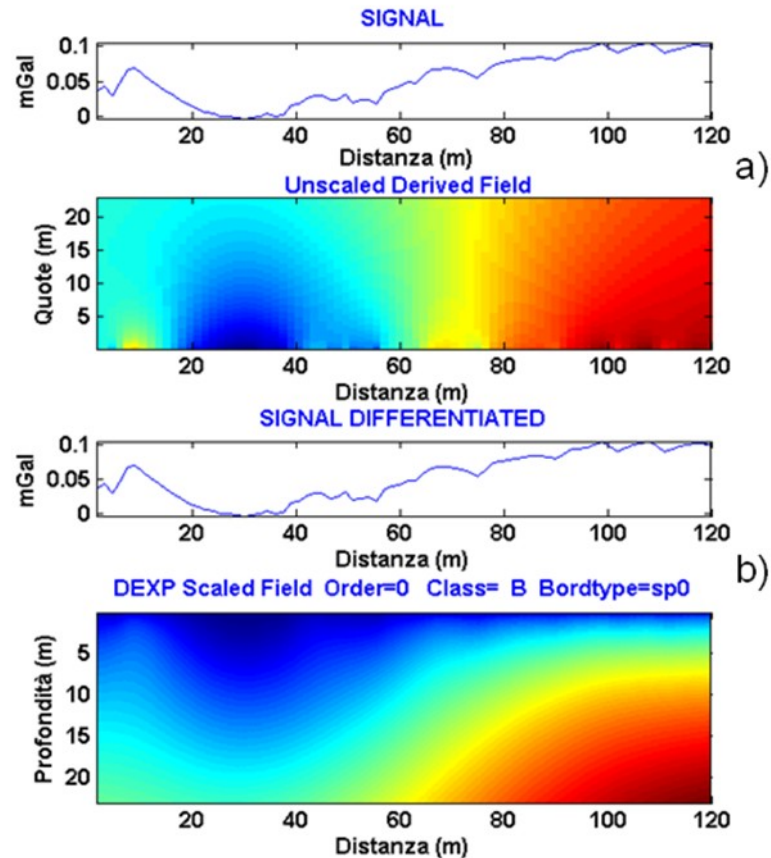 SIGNAL
mGal
0.1
0.05
0
20 40 60 80 100 120
Distanza (m)
a)
Unscaled Derived Field
Quote (m)
20
15
10
5
20 40 60 80 100 120
Distanza (m)
SIGNAL DIFFERENTIATED
mGal
0.1
0.05
0
20 40 60 80 100 120
Distanza (m)
b)
DEXP Scaled Field Order=0 Class= B Bordtype=sp0
Profondità (m)
5
10
15
20
20 40 60 80 100 120
Distanza (m)